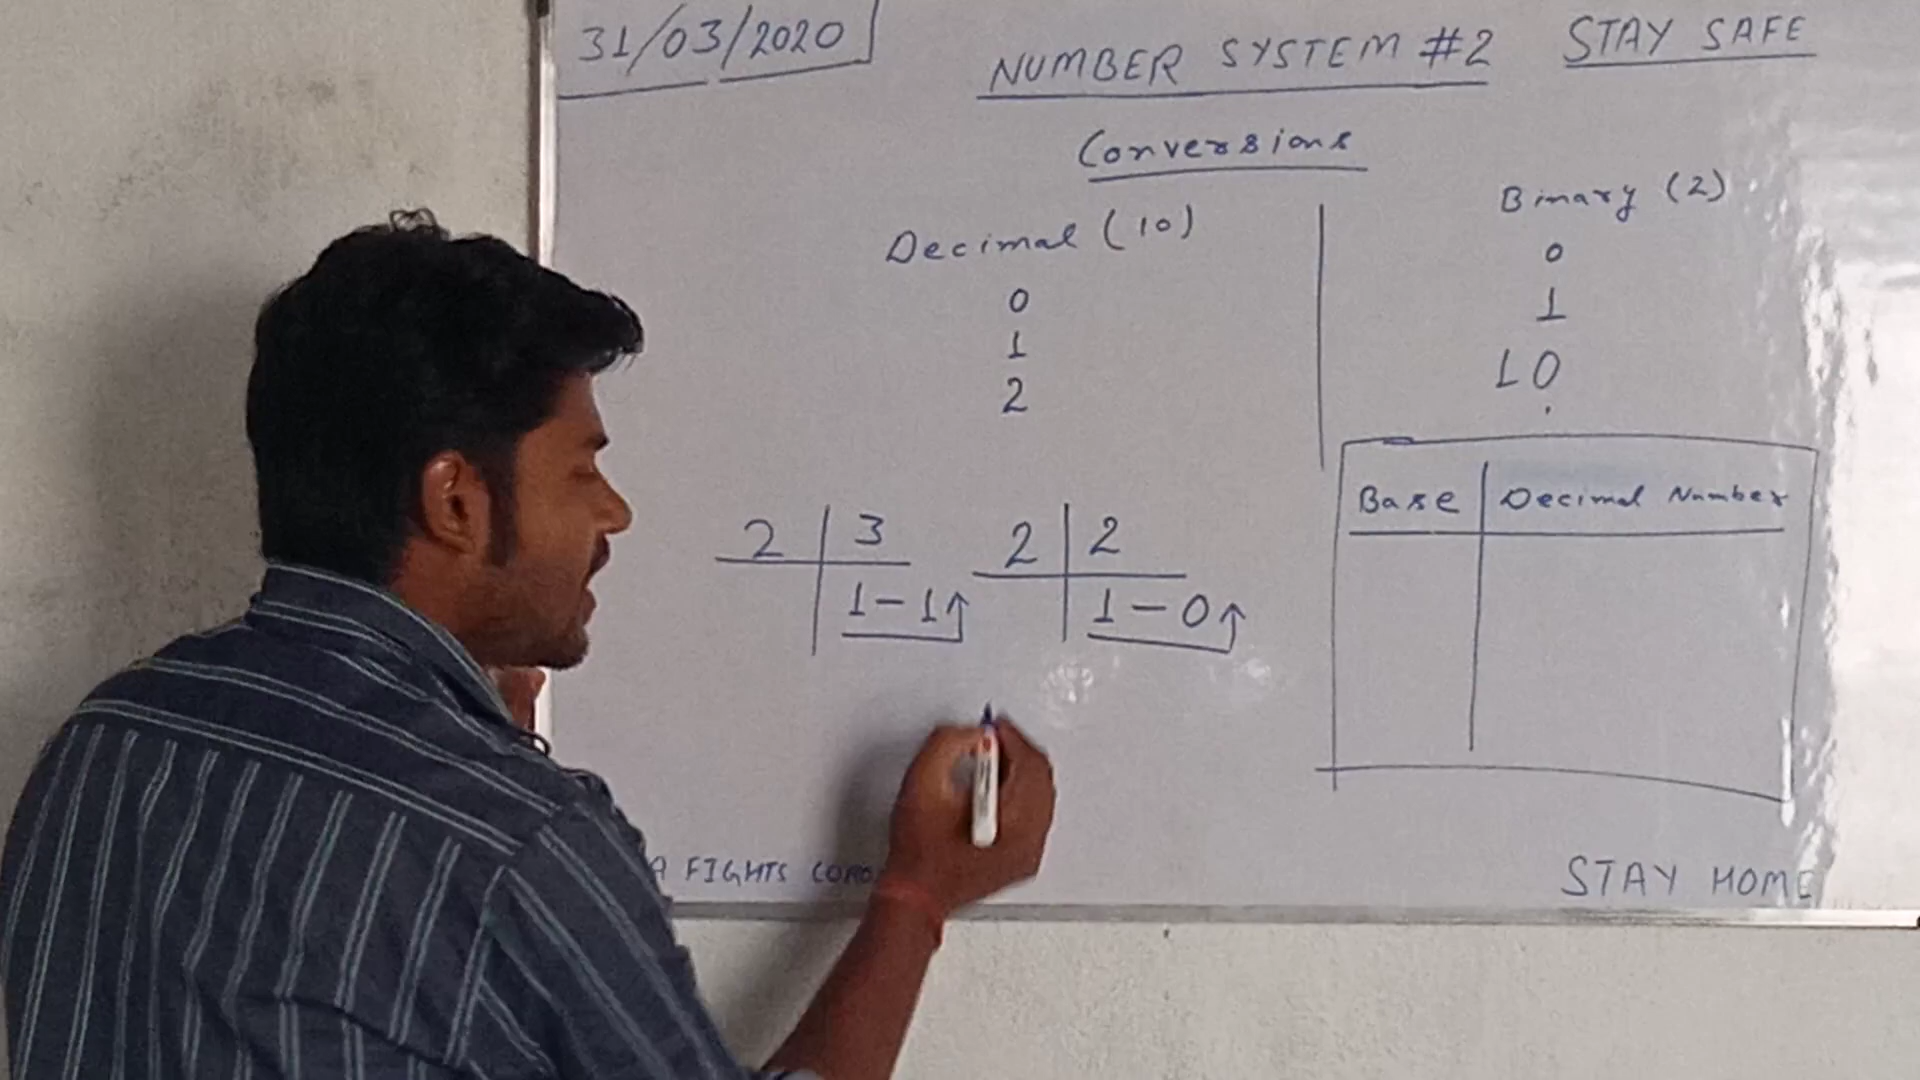 31/03/2020
NUMBER SYSTEM #2
STAY SAFE
Conversions
Decimal (10)
0
1
2
Binary (2)
0
1
10
2 3
1-1
2 2
1-0
Base Decimal Number
FIGHTS
STAY HOME